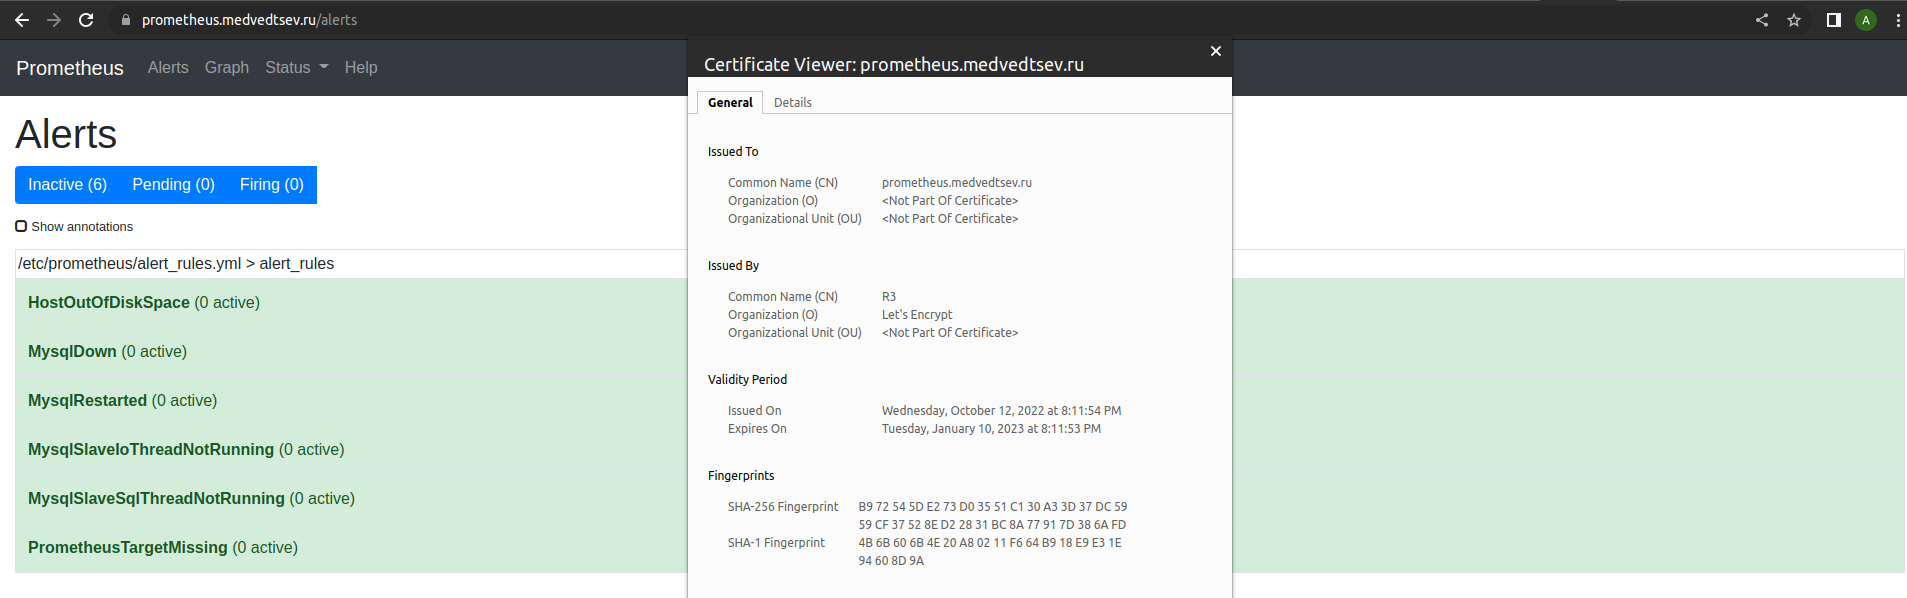 prometheus.medvedtsev.ru/alerts
A
Prometheus Alerts Graph Status Help
Alerts
Inactive (6) Pending (0) Firing (0)
Show annotations
/etc/prometheus/alert_rules.yml > alert_rules
HostOutOfDiskSpace (0 active)
MysqlDown (0 active)
MysqlRestarted (0 active)
MysqlSlaveIoThreadNotRunning (0 active)
MysqlSlaveSqlThreadNotRunning (0 active)
PrometheusTargetMissing (0 active)
Certificate Viewer: prometheus.medvedtsev.ru
General Details
Issued To
Common Name (CN) prometheus.medvedtsev.ru
Organization (O) <Not Part Of Certificate>
Organizational Unit (OU) <Not Part Of Certificate>
Issued By
Common Name (CN) R3
Organization (O) Let's Encrypt
Organizational Unit (OU) <Not Part Of Certificate>
Validity Period
Issued On Wednesday, October 12, 2022 at 8:11:54 PM
Expires On Tuesday, January 10, 2023 at 8:11:53 PM
Fingerprints
SHA-256 Fingerprint B9 72 54 5D E2 73 D0 35 51 C1 30 A3 3D 37 DC 59
59 CF 37 52 8E D2 28 31 BC 8A 77 91 7D 38 6A FD
SHA-1 Fingerprint 4B 6B 60 6B 4E 20 A8 02 11 F6 64 B9 18 E9 E3 1E
94 60 8D 9A